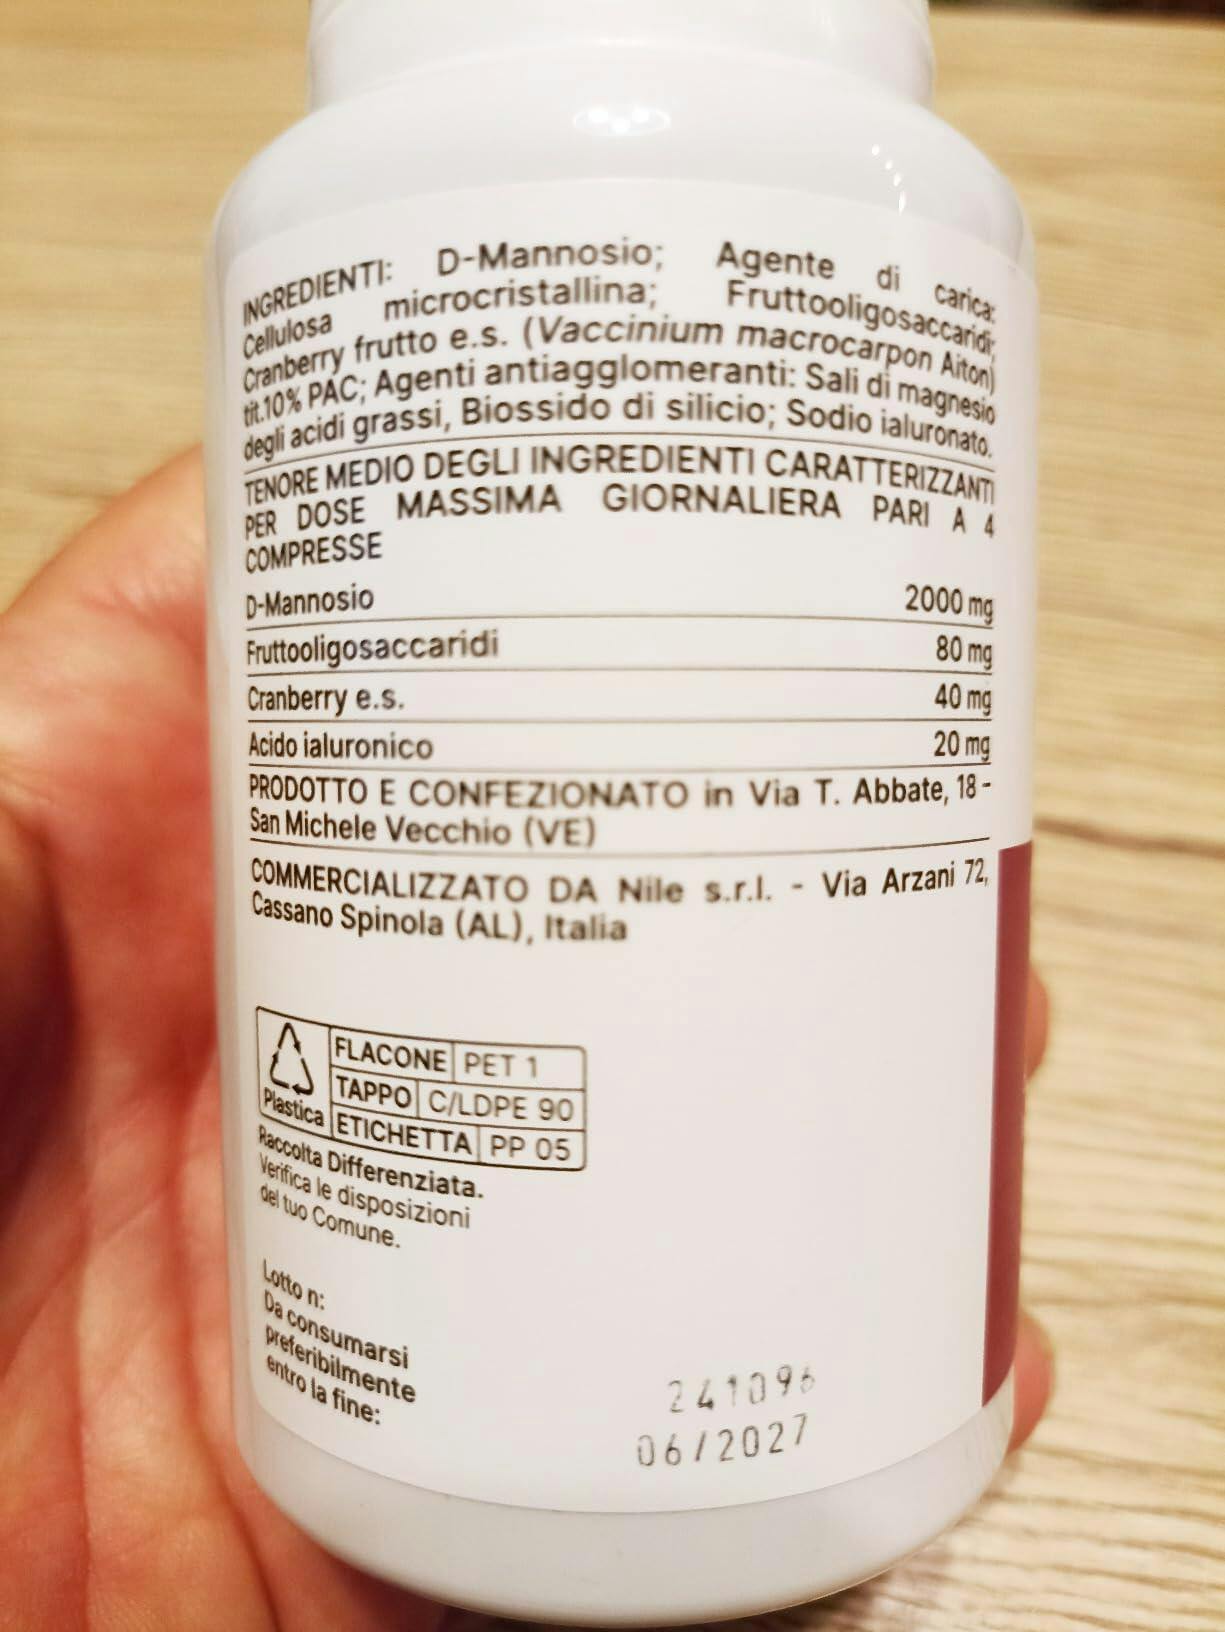 INGREDIENTI: D-Mannosio; Agente di carica:
Cellulosa microcristallina; Fruttooligosaccaridi;
Cranberry frutto e.s. (Vaccinium macrocarpon Aiton)
tit.10% PAC; Agenti antiagglomeranti: Sali di magnesio
degli acidi grassi, Biossido di silicio; Sodio ialuronato.
TENORE MEDIO DEGLI INGREDIENTI CARATTERIZZANTI
PER DOSE MASSIMA GIORNALIERA PARI A 4
COMPRESSE
D-Mannosio 2000 mg
Fruttooligosaccaridi 80 mg
Cranberry e.s. 40 mg
Acido ialuronico 20 mg
PRODOTTO E CONFEZIONATO in Via T. Abbate, 18 -
San Michele Vecchio (VE)
COMMERCIALIZZATO DA Nile s.r.l. - Via Arzani 72,
Cassano Spinola (AL), Italia
FLACONE PET 1
TAPPO C/LDPE 90
Plastica ETICHETTA PP 05
Raccolta Differenziata.
Verifica le disposizioni
del tuo Comune.
Lotto n:
Da consumarsi
preferibilmente
entro la fine:
241096
06/2027